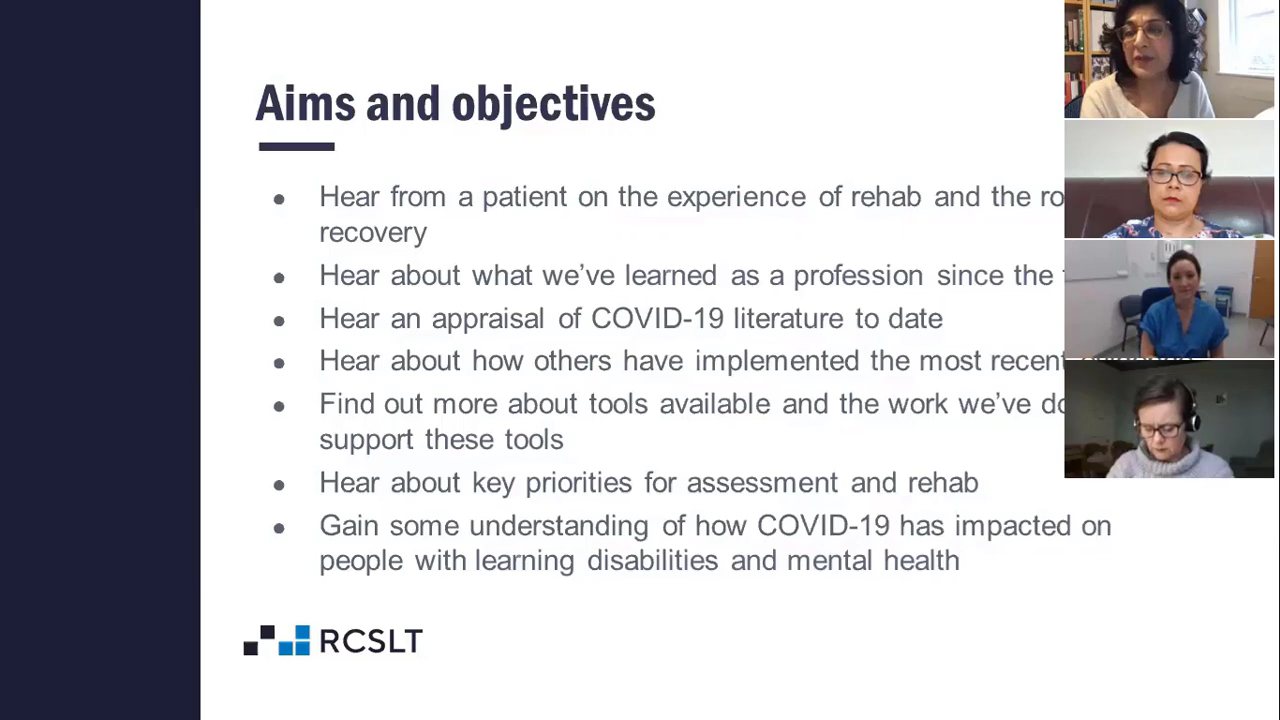 Aims and objectives
Hear from a patient on the experience of rehab and the
recovery
Hear about what we've learned as a profession since the
Hear an appraisal of COVID-19 literature to date
Hear about how others have implemented the most recent
Find out more about tools available and the work we've
support these tools
Hear about key priorities for assessment and rehab
Gain some understanding of how COVID-19 has impacted on
people with learning disabilities and mental health
RCSLT